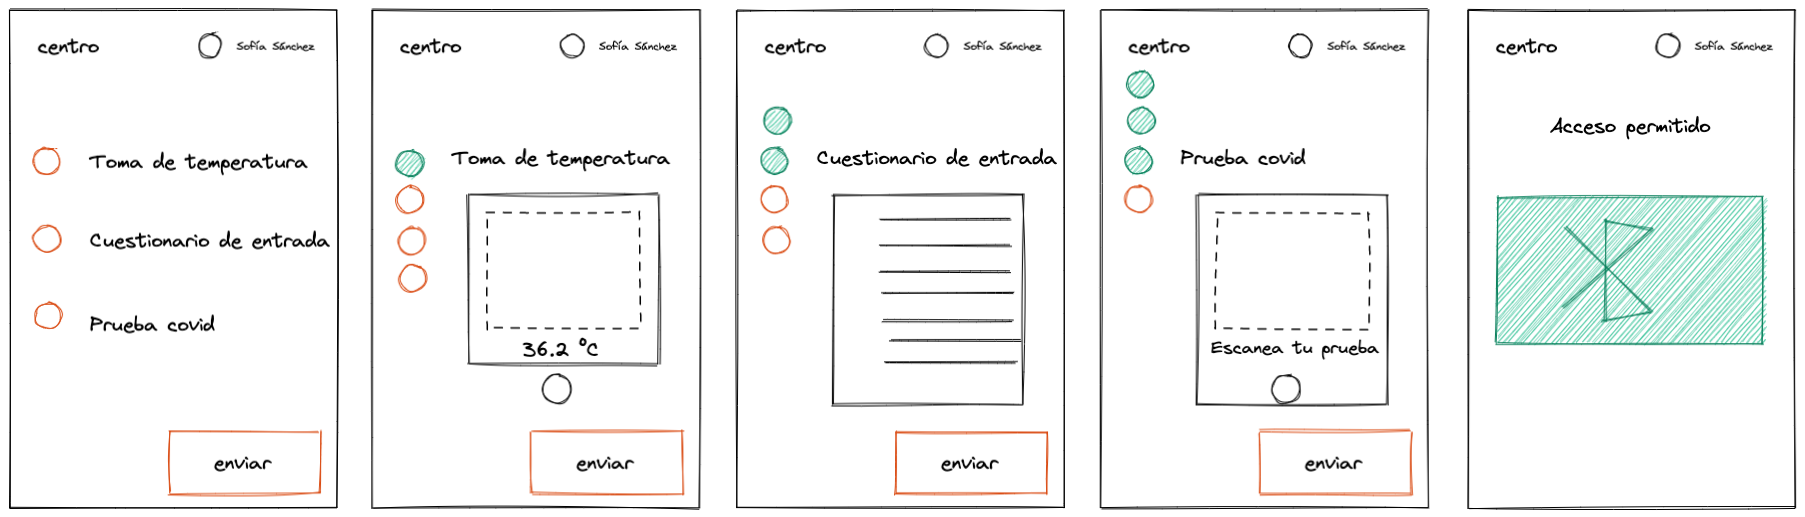 centro
Sofía Sánchez
Toma de temperatura
Cuestionario de entrada
Prueba covid
enviar
centro
Sofía Sánchez
Toma de temperatura
36.2 °C
enviar
centro
Sofía Sánchez
Cuestionario de entrada
enviar
centro
Sofía Sánchez
Prueba covid
Escanea tu prueba
enviar
centro
Sofía Sánchez
Acceso permitido